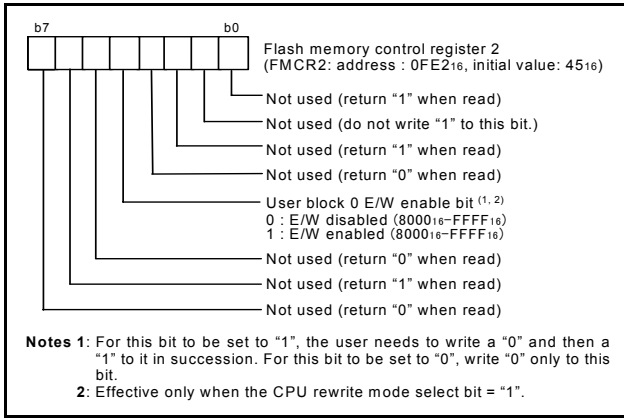 b7 b0
Flash memory control register 2
(FMCR2: address : 0FE216, initial value: 4516)
Not used (return “1” when read)
Not used (do not write “1” to this bit.)
Not used (return “1” when read)
Not used (return “0” when read)
User block 0 E/W enable bit (1, 2)
0 : E/W disabled (800016–FFFF16)
1 : E/W enabled (800016–FFFF16)
Not used (return “0” when read)
Not used (return “1” when read)
Not used (return “0” when read)
Notes 1: For this bit to be set to “1”, the user needs to write a “0” and then a
“1” to it in succession. For this bit to be set to “0”, write “0” only to this
bit.
2: Effective only when the CPU rewrite mode select bit = “1”.